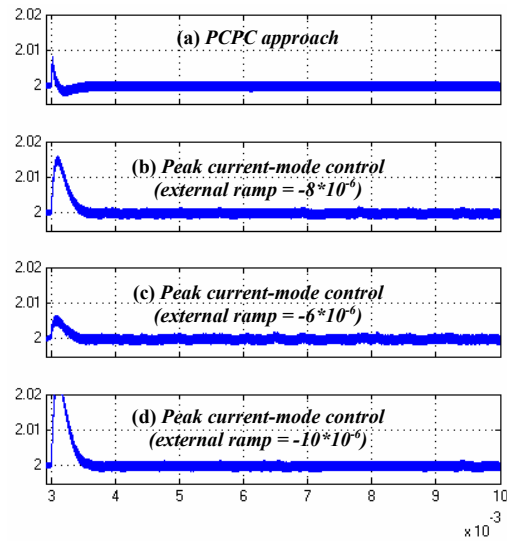 2.02
(a) PCPC approach
2.01
2
2.02
(b) Peak current-mode control
2.01
(external ramp = -8*10-6)
2
2.02
(c) Peak current-mode control
2.01
(external ramp = -6*10-6)
2
2.02
(d) Peak current-mode control
2.01
(external ramp = -10*10-6)
2
3 4 5 6 7 8 9 10
x 10-3